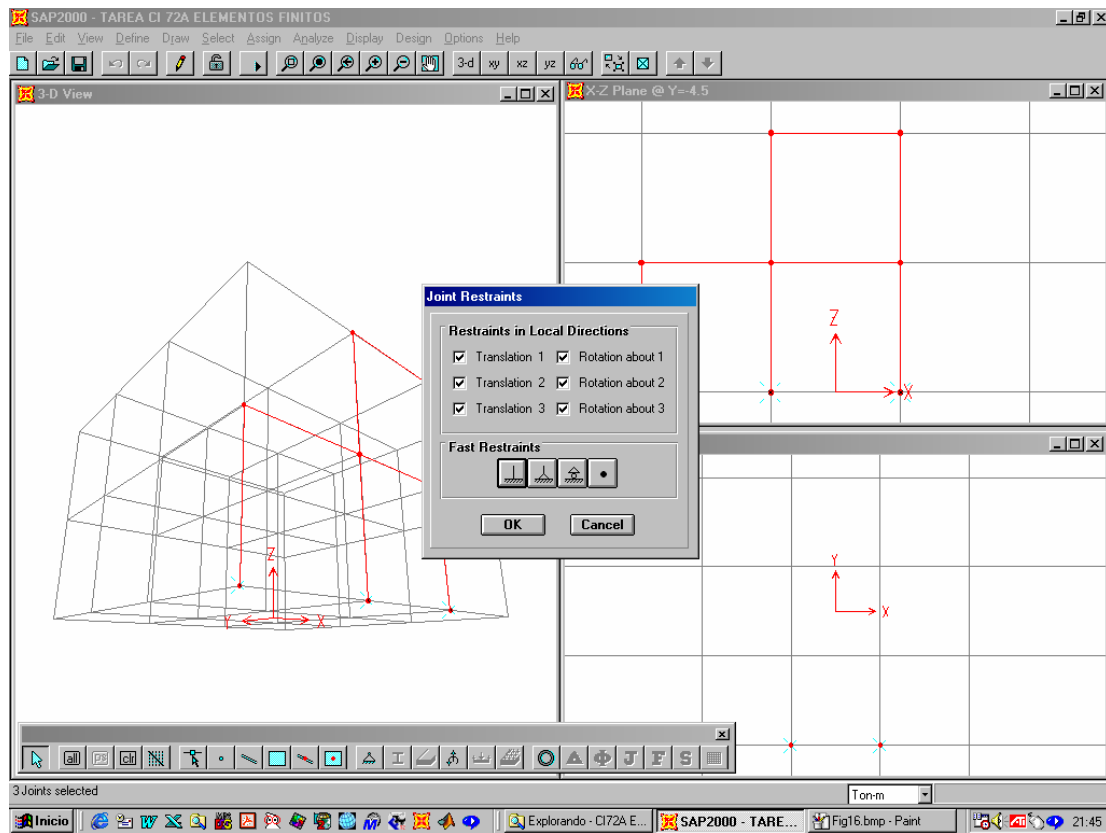 SAP2000 - TAREA CI 72A ELEMENTOS FINITOS
File Edit View Define Draw Select Assign Analyze Display Design Options Help
3-d xy xz yz
3-D View
X-Z Plane @ Y=-4.5
Z
X
Joint Restraints
Restraints in Local Directions
Translation 1 Rotation about 1
Translation 2 Rotation about 2
Translation 3 Rotation about 3
Fast Restraints
OK Cancel
Z
Y X
Y
X
all ps clr
J F S
3 Joints selected
Ton-m
Inicio
Explorando - CI72A E...
SAP2000 - TARE...
Fig16.bmp - Paint
21:45